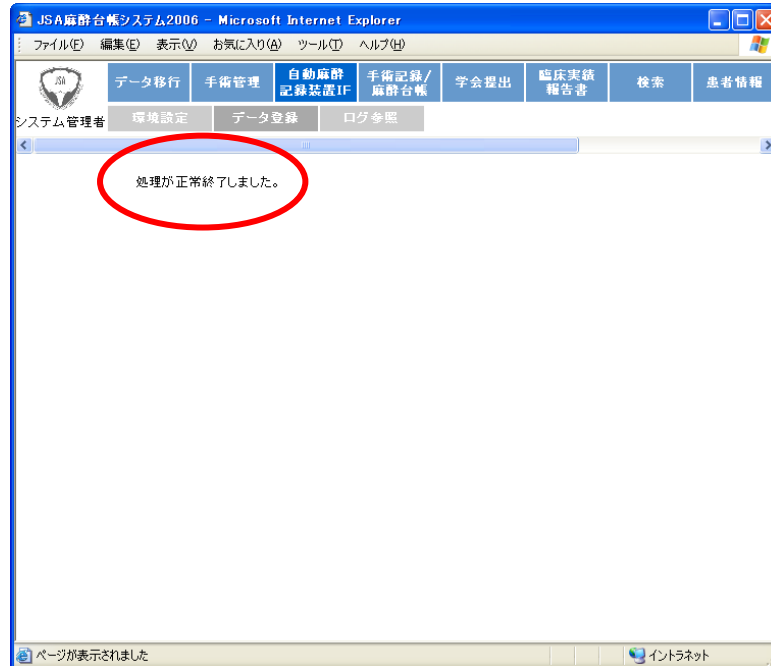 JSA麻酔台帳システム2006 - Microsoft Internet Explorer
ファイル(F) 編集(E) 表示(V) お気に入り(A) ツール(T) ヘルプ(H)
JSA
データ移行 手術管理 自動麻酔記録装置IF 手術記録/麻酔台帳 学会提出 臨床実績報告書 検索 患者情報
システム管理者 環境設定 データ登録 ログ参照
処理が正常終了しました。
ページが表示されました イントラネット